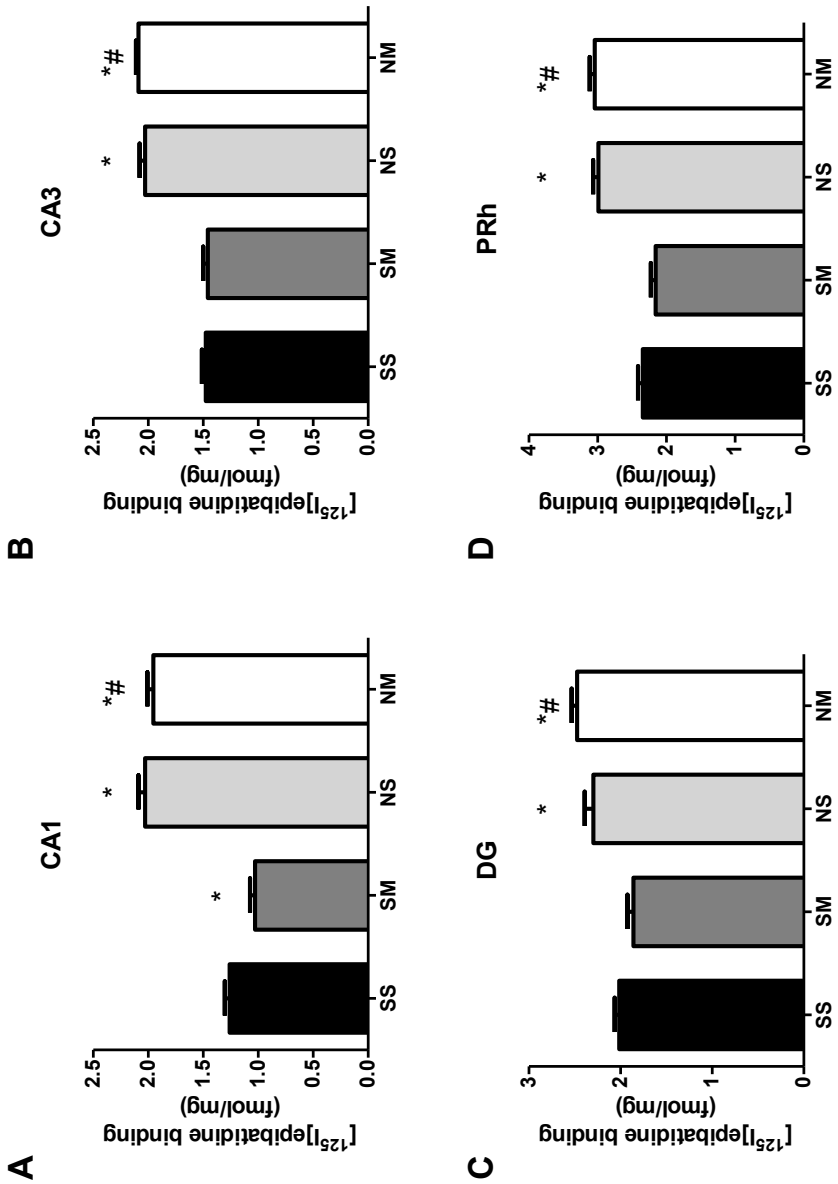 A
CA1
[¹²⁵I]epibatidine binding
(fmol/mg)
2.5
2.0
1.5
1.0
0.5
0.0
*
*
*#
SS SM NS NM
B
CA3
[¹²⁵I]epibatidine binding
(fmol/mg)
2.5
2.0
1.5
1.0
0.5
0.0
*
*#
SS SM NS NM
C
DG
[¹²⁵I]epibatidine binding
(fmol/mg)
3
2
1
0
*
*#
SS SM NS NM
D
PRh
[¹²⁵I]epibatidine binding
(fmol/mg)
4
3
2
1
0
*
*#
SS SM NS NM